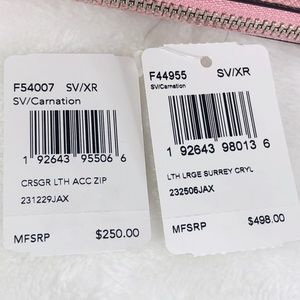 F54007 SV/XR
SV/Carnation
1 92643 95506 6
CRSGR LTH ACC ZIP
231229JAX
MFSRP $250.00
F44955 SV/XR
SV/Carnation
1 92643 98013 6
LTH LRGE SURREY CRYL
232506JAX
MFSRP $498.00